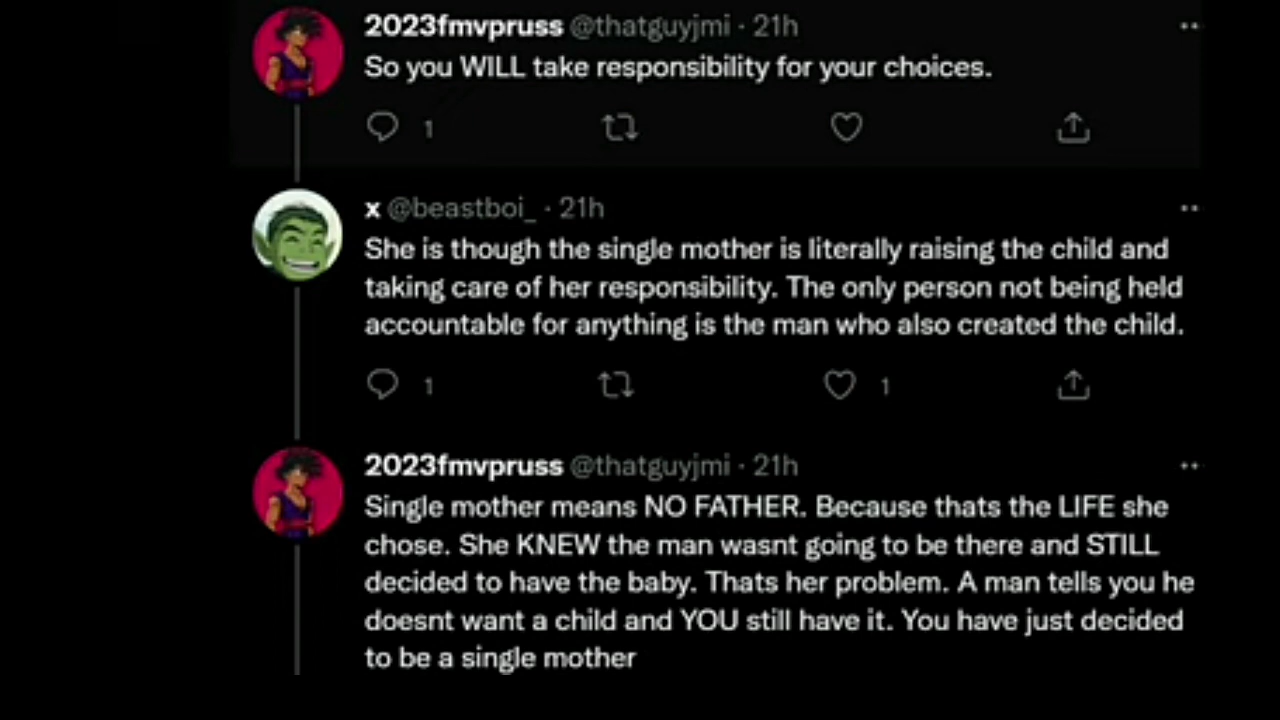 2023fmvpruss @thatguyjmi · 21h
So you WILL take responsibility for your choices.
1
x @beastboi_ · 21h
She is though the single mother is literally raising the child and
taking care of her responsibility. The only person not being held
accountable for anything is the man who also created the child.
1 1
2023fmvpruss @thatguyjmi · 21h
Single mother means NO FATHER. Because thats the LIFE she
chose. She KNEW the man wasnt going to be there and STILL
decided to have the baby. Thats her problem. A man tells you he
doesnt want a child and YOU still have it. You have just decided
to be a single mother